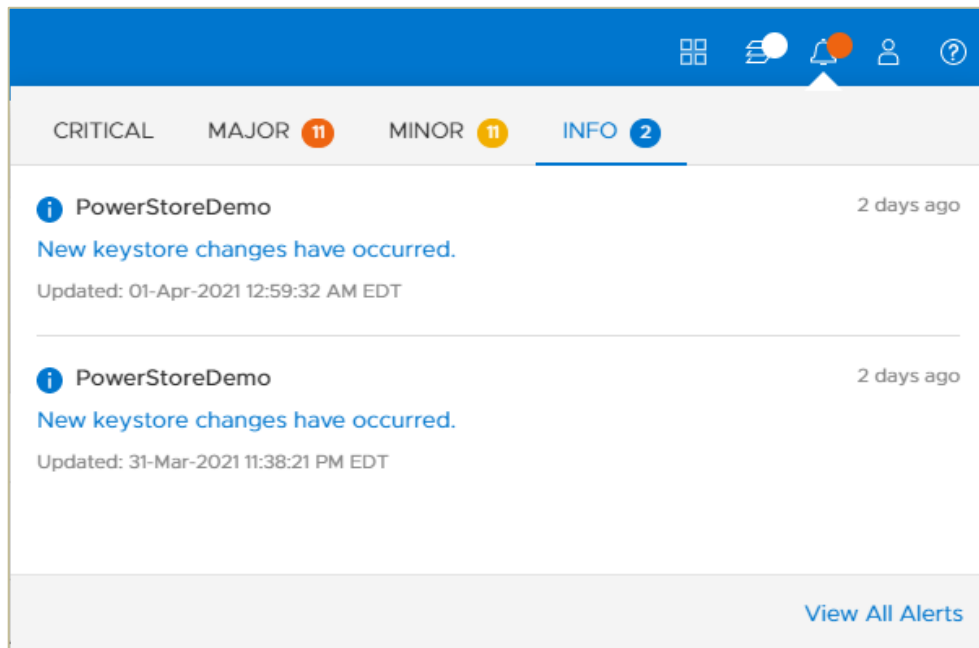 CRITICAL MAJOR 11 MINOR 11 INFO 2
PowerStoreDemo 2 days ago
New keystore changes have occurred.
Updated: 01-Apr-2021 12:59:32 AM EDT
PowerStoreDemo 2 days ago
New keystore changes have occurred.
Updated: 31-Mar-2021 11:38:21 PM EDT
View All Alerts